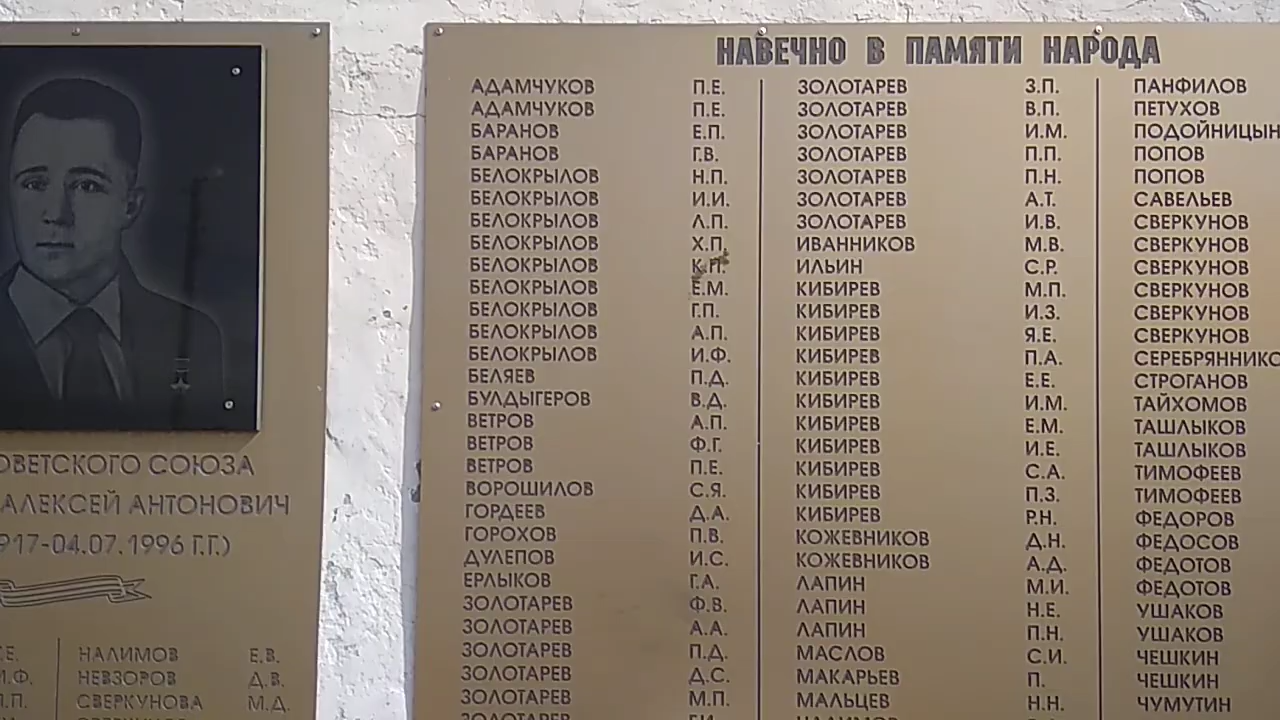 ОВЕТСКОГО СОЮЗА
АЛЕКСЕЙ АНТОНОВИЧ
917-04.07.1996 Г.Г.)
НАЛИМОВ Е.В.
НЕВЗОРОВ Д.В.
СВЕРКУНОВА М.Д.
НАВЕЧНО В ПАМЯТИ НАРОДА
АДАМЧУКОВ П.Е.
АДАМЧУКОВ П.Е.
БАРАНОВ Е.П.
БАРАНОВ Г.В.
БЕЛОКРЫЛОВ Н.П.
БЕЛОКРЫЛОВ И.И.
БЕЛОКРЫЛОВ Л.П.
БЕЛОКРЫЛОВ Х.П.
БЕЛОКРЫЛОВ К.П.
БЕЛОКРЫЛОВ Е.М.
БЕЛОКРЫЛОВ Г.П.
БЕЛОКРЫЛОВ А.П.
БЕЛОКРЫЛОВ И.Ф.
БЕЛЯЕВ П.Д.
БУЛДЫГЕРОВ В.Д.
ВЕТРОВ А.П.
ВЕТРОВ Ф.Г.
ВЕТРОВ П.Е.
ВОРОШИЛОВ С.Я.
ГОРДЕЕВ Д.А.
ГОРОХОВ П.В.
ДУЛЕПОВ И.С.
ЕРЛЫКОВ Г.А.
ЗОЛОТАРЕВ Ф.В.
ЗОЛОТАРЕВ А.А.
ЗОЛОТАРЕВ П.Д.
ЗОЛОТАРЕВ Д.С.
ЗОЛОТАРЕВ М.П.
ЗОЛОТАРЕВ
ЗОЛОТАРЕВ З.П.
ЗОЛОТАРЕВ В.П.
ЗОЛОТАРЕВ И.М.
ЗОЛОТАРЕВ П.П.
ЗОЛОТАРЕВ П.Н.
ЗОЛОТАРЕВ А.Т.
ЗОЛОТАРЕВ И.В.
ИВАННИКОВ М.В.
ИЛЬИН С.Р.
КИБИРЕВ М.П.
КИБИРЕВ И.З.
КИБИРЕВ Я.Е.
КИБИРЕВ П.А.
КИБИРЕВ Е.Е.
КИБИРЕВ И.М.
КИБИРЕВ Е.М.
КИБИРЕВ И.Е.
КИБИРЕВ С.А.
КИБИРЕВ П.З.
КИБИРЕВ Р.Н.
КОЖЕВНИКОВ Д.Н.
КОЖЕВНИКОВ А.Д.
ЛАПИН М.И.
ЛАПИН Н.Е.
ЛАПИН П.Н.
МАСЛОВ С.И.
МАКАРЬЕВ П.
МАЛЬЦЕВ Н.Н.
ПАНФИЛОВ
ПЕТУХОВ
ПОДОЙНИЦЫН
ПОПОВ
ПОПОВ
САВЕЛЬЕВ
СВЕРКУНОВ
СВЕРКУНОВ
СВЕРКУНОВ
СВЕРКУНОВ
СВЕРКУНОВ
СВЕРКУНОВ
СЕРЕБРЯННИКО
СТРОГАНОВ
ТАЙХОМОВ
ТАШЛЫКОВ
ТАШЛЫКОВ
ТИМОФЕЕВ
ТИМОФЕЕВ
ФЕДОРОВ
ФЕДОСОВ
ФЕДОТОВ
ФЕДОТОВ
УШАКОВ
УШАКОВ
ЧЕШКИН
ЧЕШКИН
ЧУМУТИН